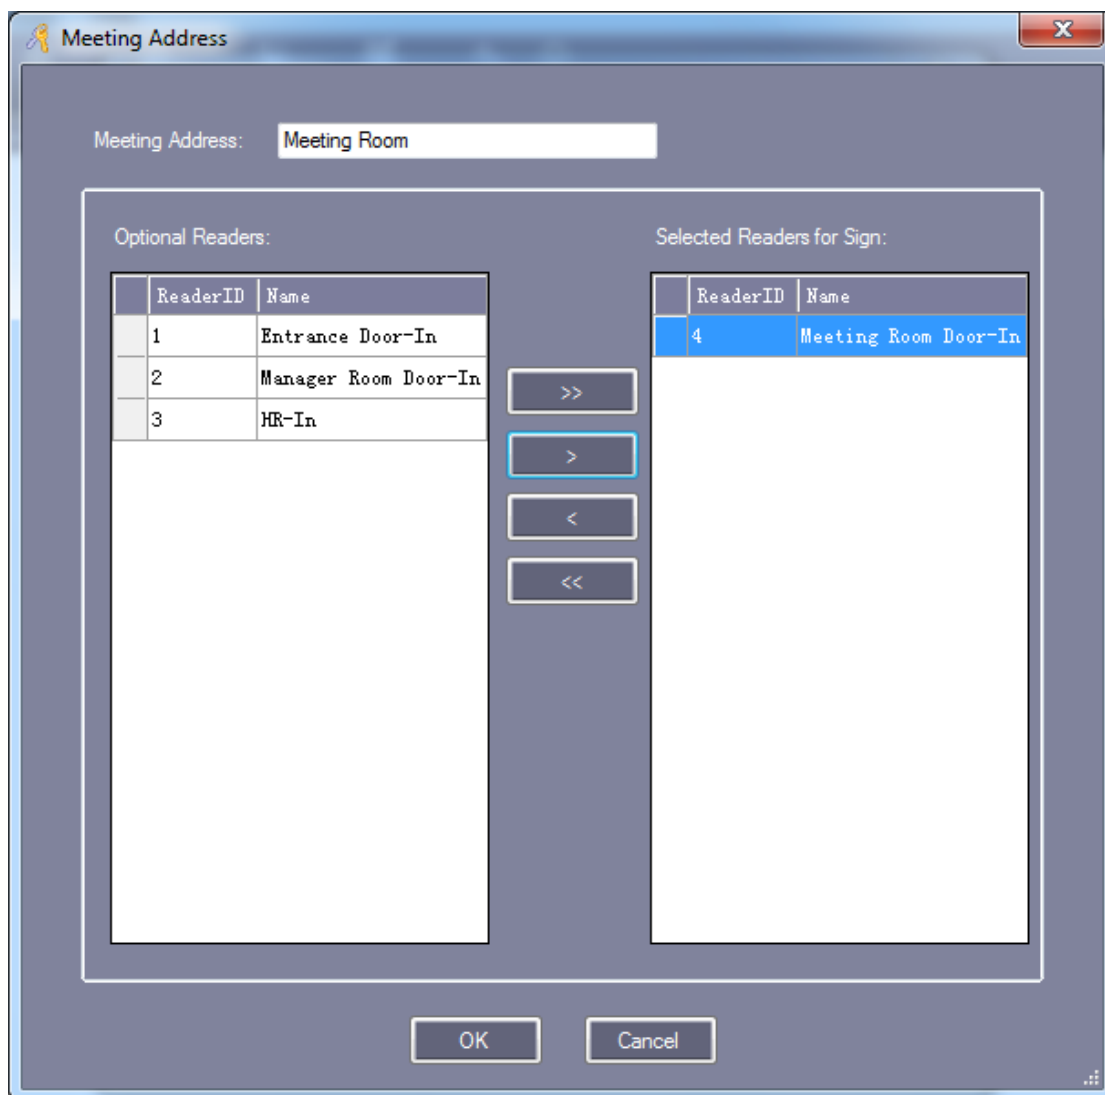 Meeting Address
Meeting Address: Meeting Room
Optional Readers:
ReaderID Name
1 Entrance Door-In
2 Manager Room Door-In
3 HR-In
>>
>
<
<<
Selected Readers for Sign:
ReaderID Name
4 Meeting Room Door-In
OK Cancel